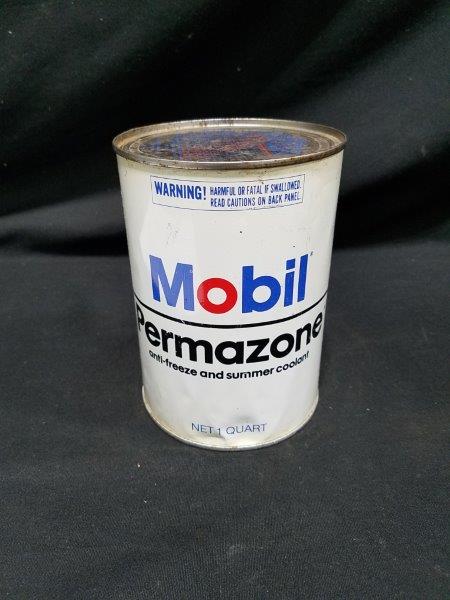 WARNING! HARMFUL OR FATAL IF SWALLOWED.
READ CAUTIONS ON BACK PANEL.
Mobil
Permazone
anti-freeze and summer coolant
NET 1 QUART